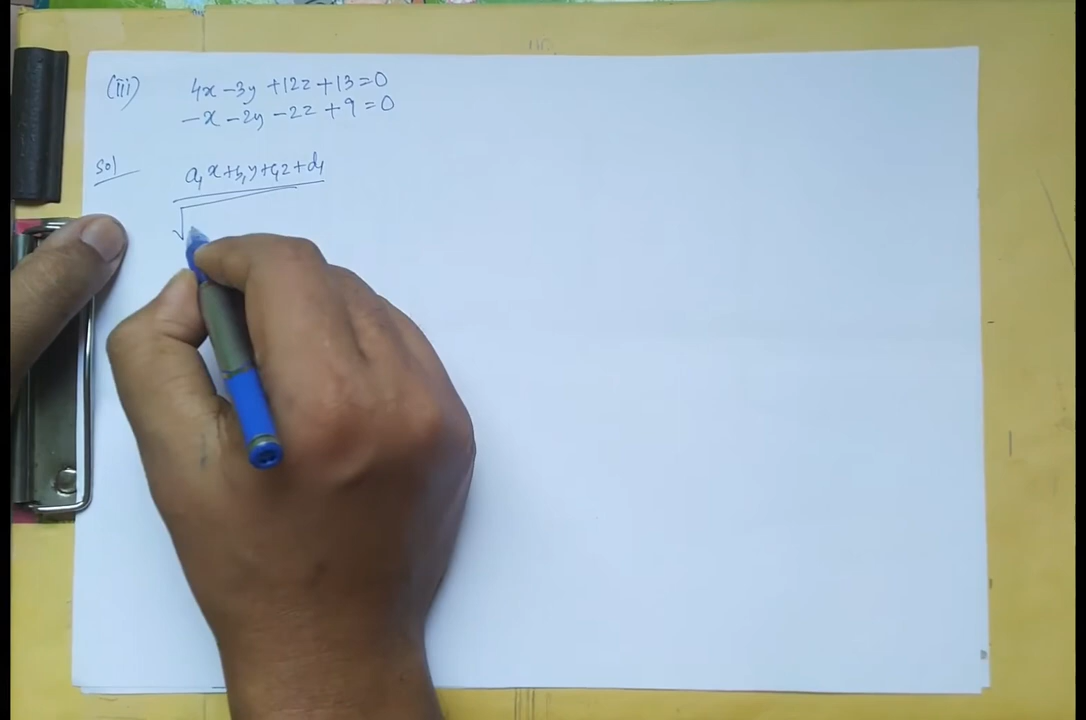 (iii) 4x - 3y + 12z + 13 = 0
-x - 2y - 2z + 9 = 0
Sol a₁x + b₁y + c₁z + d₁
√